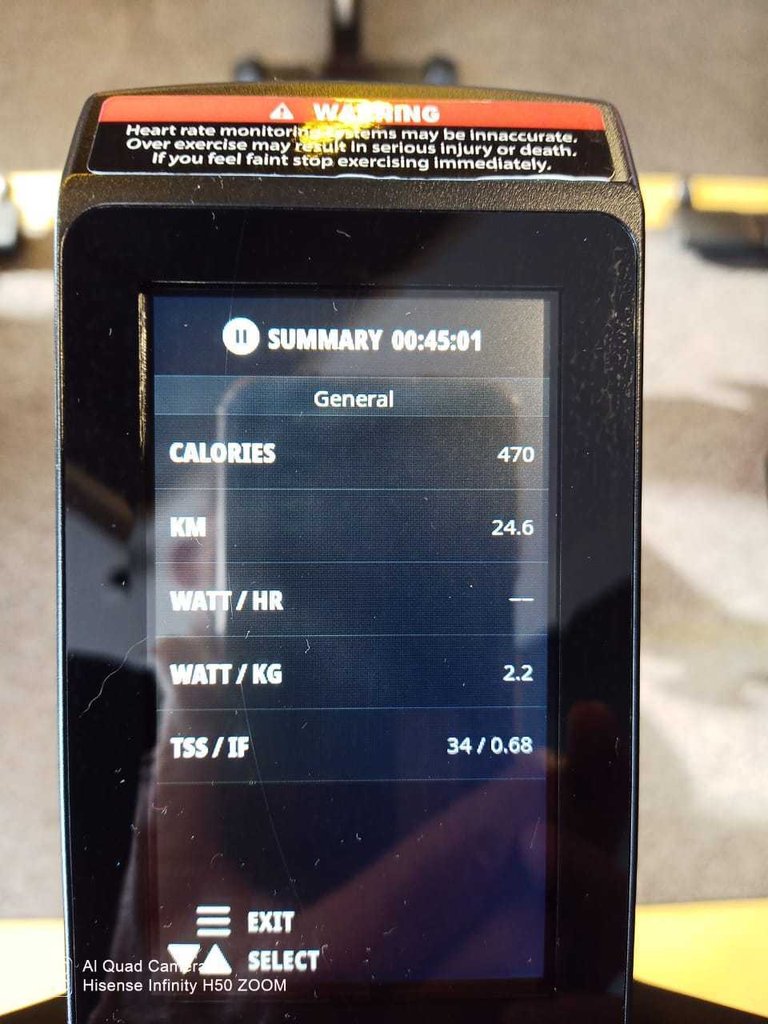 WARNING
Heart rate monitoring systems may be innaccurate.
Over exercise may result in serious injury or death.
If you feel faint stop exercising immediately.
SUMMARY 00:45:01
General
CALORIES 470
KM 24.6
WATT / HR --
WATT / KG 2.2
TSS / IF 34 / 0.68
EXIT
SELECT
AI Quad Camera
Hisense Infinity H50 ZOOM